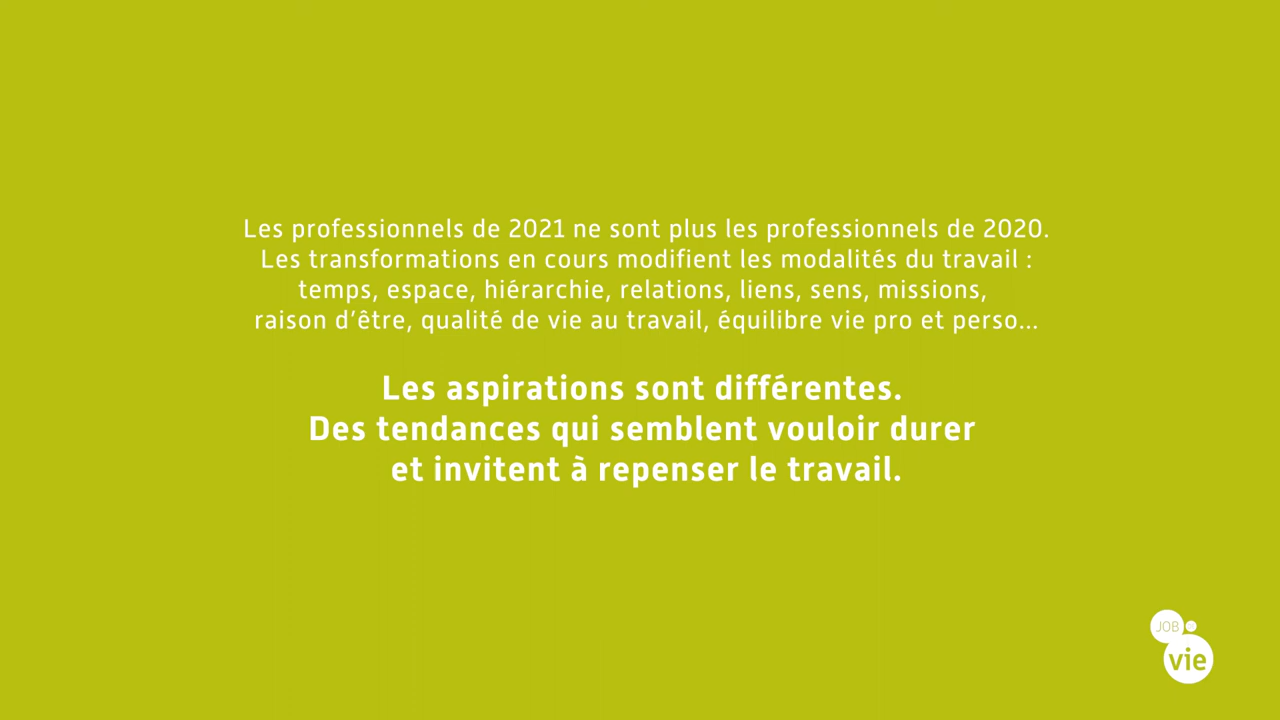 Les professionnels de 2021 ne sont plus les professionnels de 2020.
Les transformations en cours modifient les modalités du travail :
temps, espace, hiérarchie, relations, liens, sens, missions,
raison d’être, qualité de vie au travail, équilibre vie pro et perso...
Les aspirations sont différentes.
Des tendances qui semblent vouloir durer
et invitent à repenser le travail.
JOB
vie